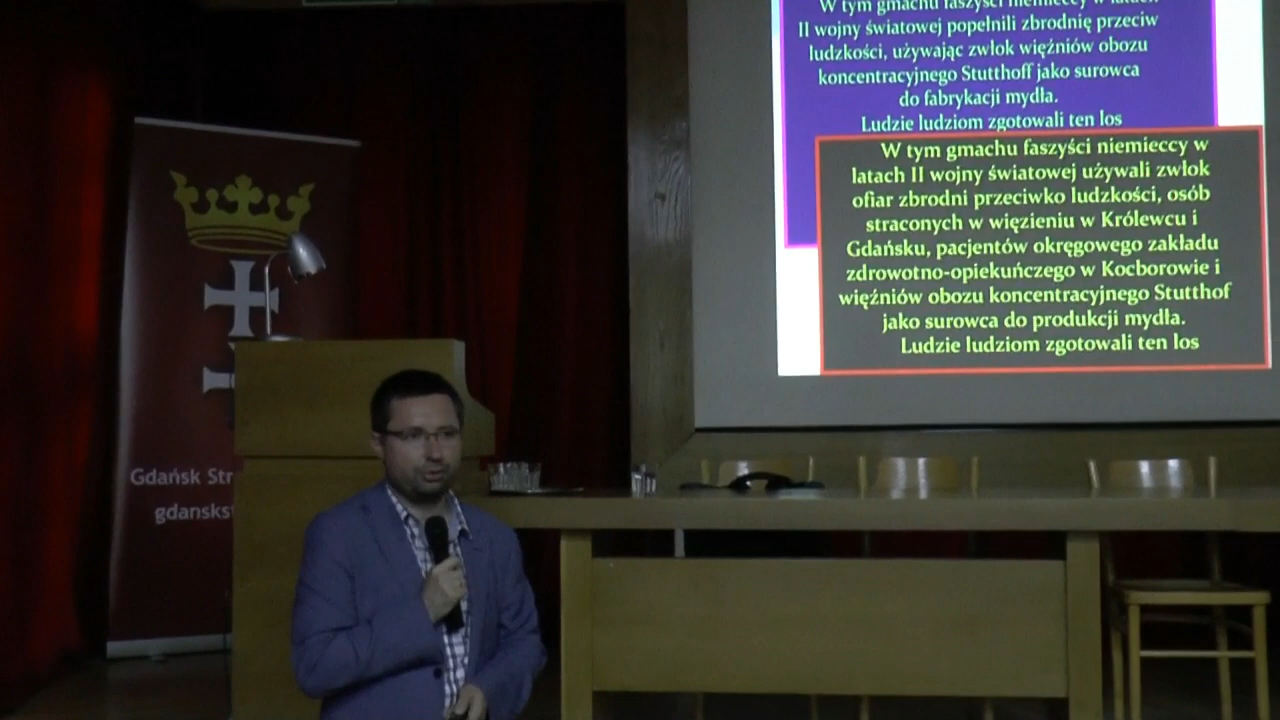 W tym gmachu faszyści niemieccy w latach
II wojny światowej popełnili zbrodnię przeciw
ludzkości, używając zwłok więźniów obozu
koncentracyjnego Stutthoff jako surowca
do fabrykacji mydła.
Ludzie ludziom zgotowali ten los
W tym gmachu faszyści niemieccy w
latach II wojny światowej używali zwłok
ofiar zbrodni przeciwko ludzkości, osób
straconych w więzieniu w Królewcu i
Gdańsku, pacjentów okręgowego zakładu
zdrowotno-opiekuńczego w Kocborowie i
więźniów obozu koncentracyjnego Stutthof
jako surowca do produkcji mydła.
Ludzie ludziom zgotowali ten los
Gdańsk Str
gdanskst